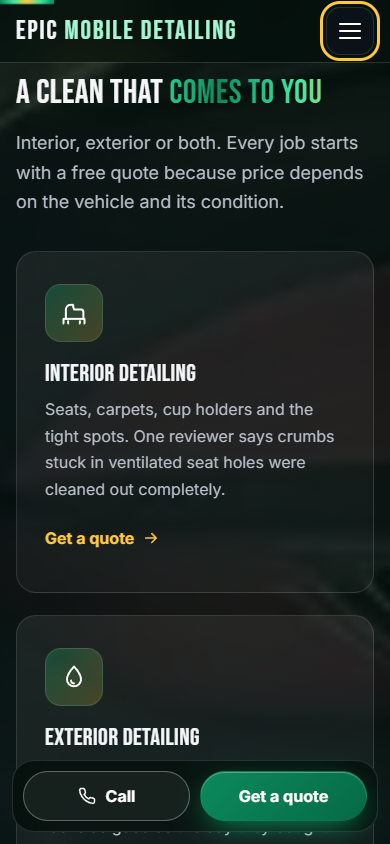 EPIC MOBILE DETAILING
A CLEAN THAT COMES TO YOU
Interior, exterior or both. Every job starts
with a free quote because price depends
on the vehicle and its condition.
INTERIOR DETAILING
Seats, carpets, cup holders and the
tight spots. One reviewer says crumbs
stuck in ventilated seat holes were
cleaned out completely.
Get a quote →
EXTERIOR DETAILING
Call
Get a quote